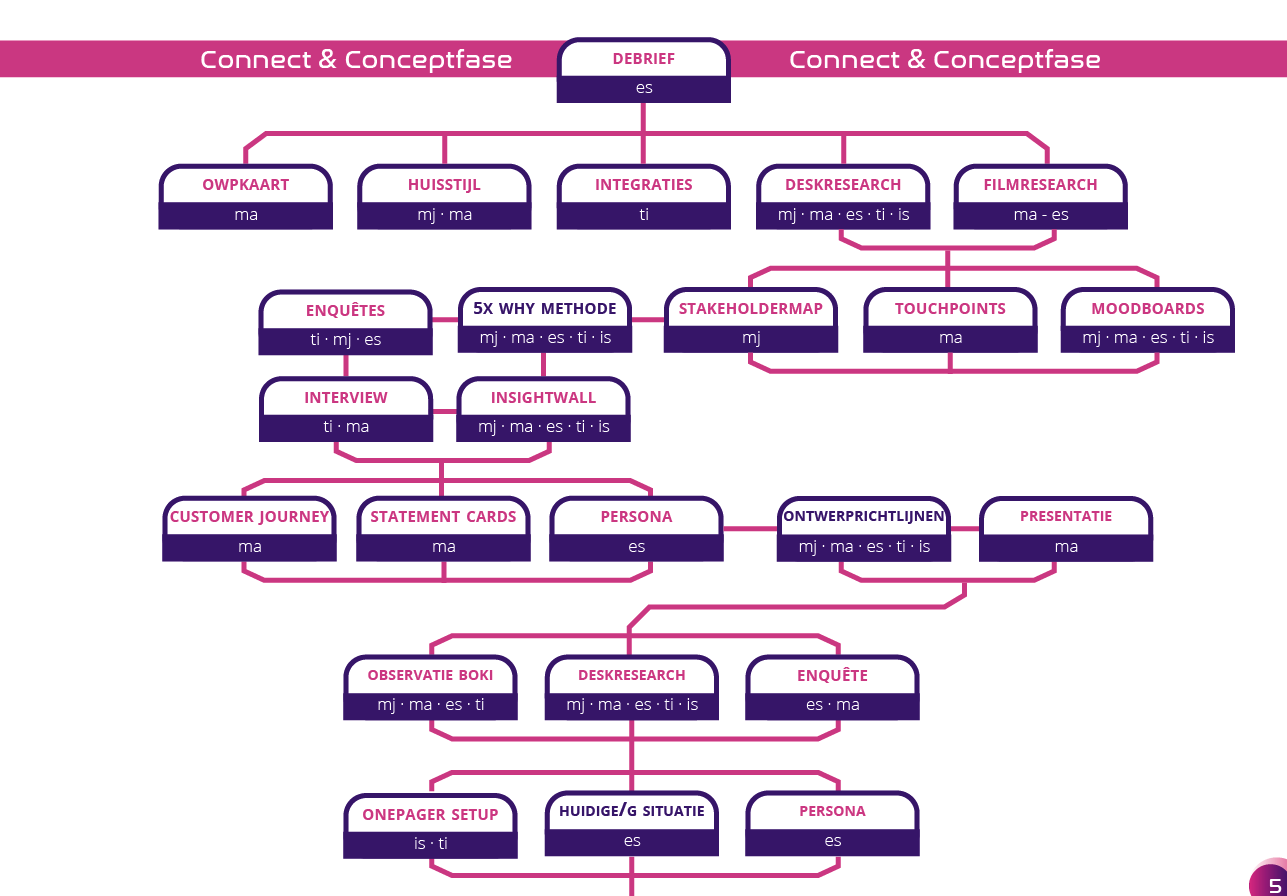 Connect & Conceptfase
DEBRIEF
es
Connect & Conceptfase
OWPKAART
ma
HUISSTIJL
mj · ma
INTEGRATIES
ti
DESKRESEARCH
mj · ma · es · ti · is
FILMRESEARCH
ma - es
ENQUÊTES
ti · mj · es
5X WHY METHODE
mj · ma · es · ti · is
STAKEHOLDERMAP
mj
TOUCHPOINTS
ma
MOODBOARDS
mj · ma · es · ti · is
INTERVIEW
ti · ma
INSIGHTWALL
mj · ma · es · ti · is
CUSTOMER JOURNEY
ma
STATEMENT CARDS
ma
PERSONA
es
ONTWERPRICHTLIJNEN
mj · ma · es · ti · is
PRESENTATIE
ma
OBSERVATIE BOKI
mj · ma · es · ti
DESKRESEARCH
mj · ma · es · ti · is
ENQUÊTE
es · ma
ONEPAGER SETUP
is · ti
HUIDIGE/G SITUATIE
es
PERSONA
es
5